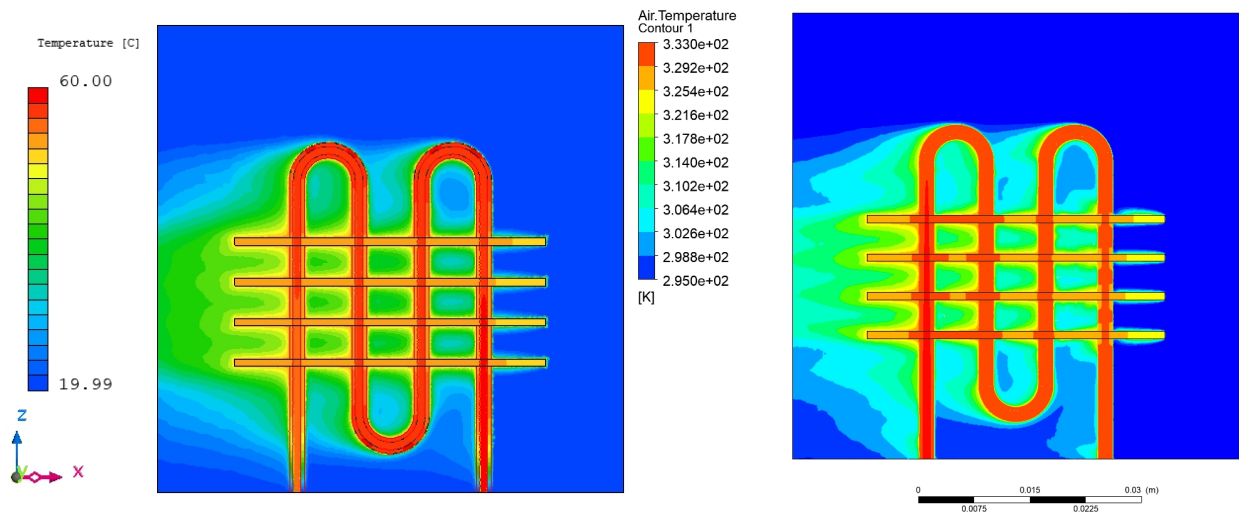 Temperature [C]
60.00
19.99
Z
Y
X
Air.Temperature
Contour 1
3.330e+02
3.292e+02
3.254e+02
3.216e+02
3.178e+02
3.140e+02
3.102e+02
3.064e+02
3.026e+02
2.988e+02
2.950e+02
[K]
0 0.015 0.03 (m)
0.0075 0.0225